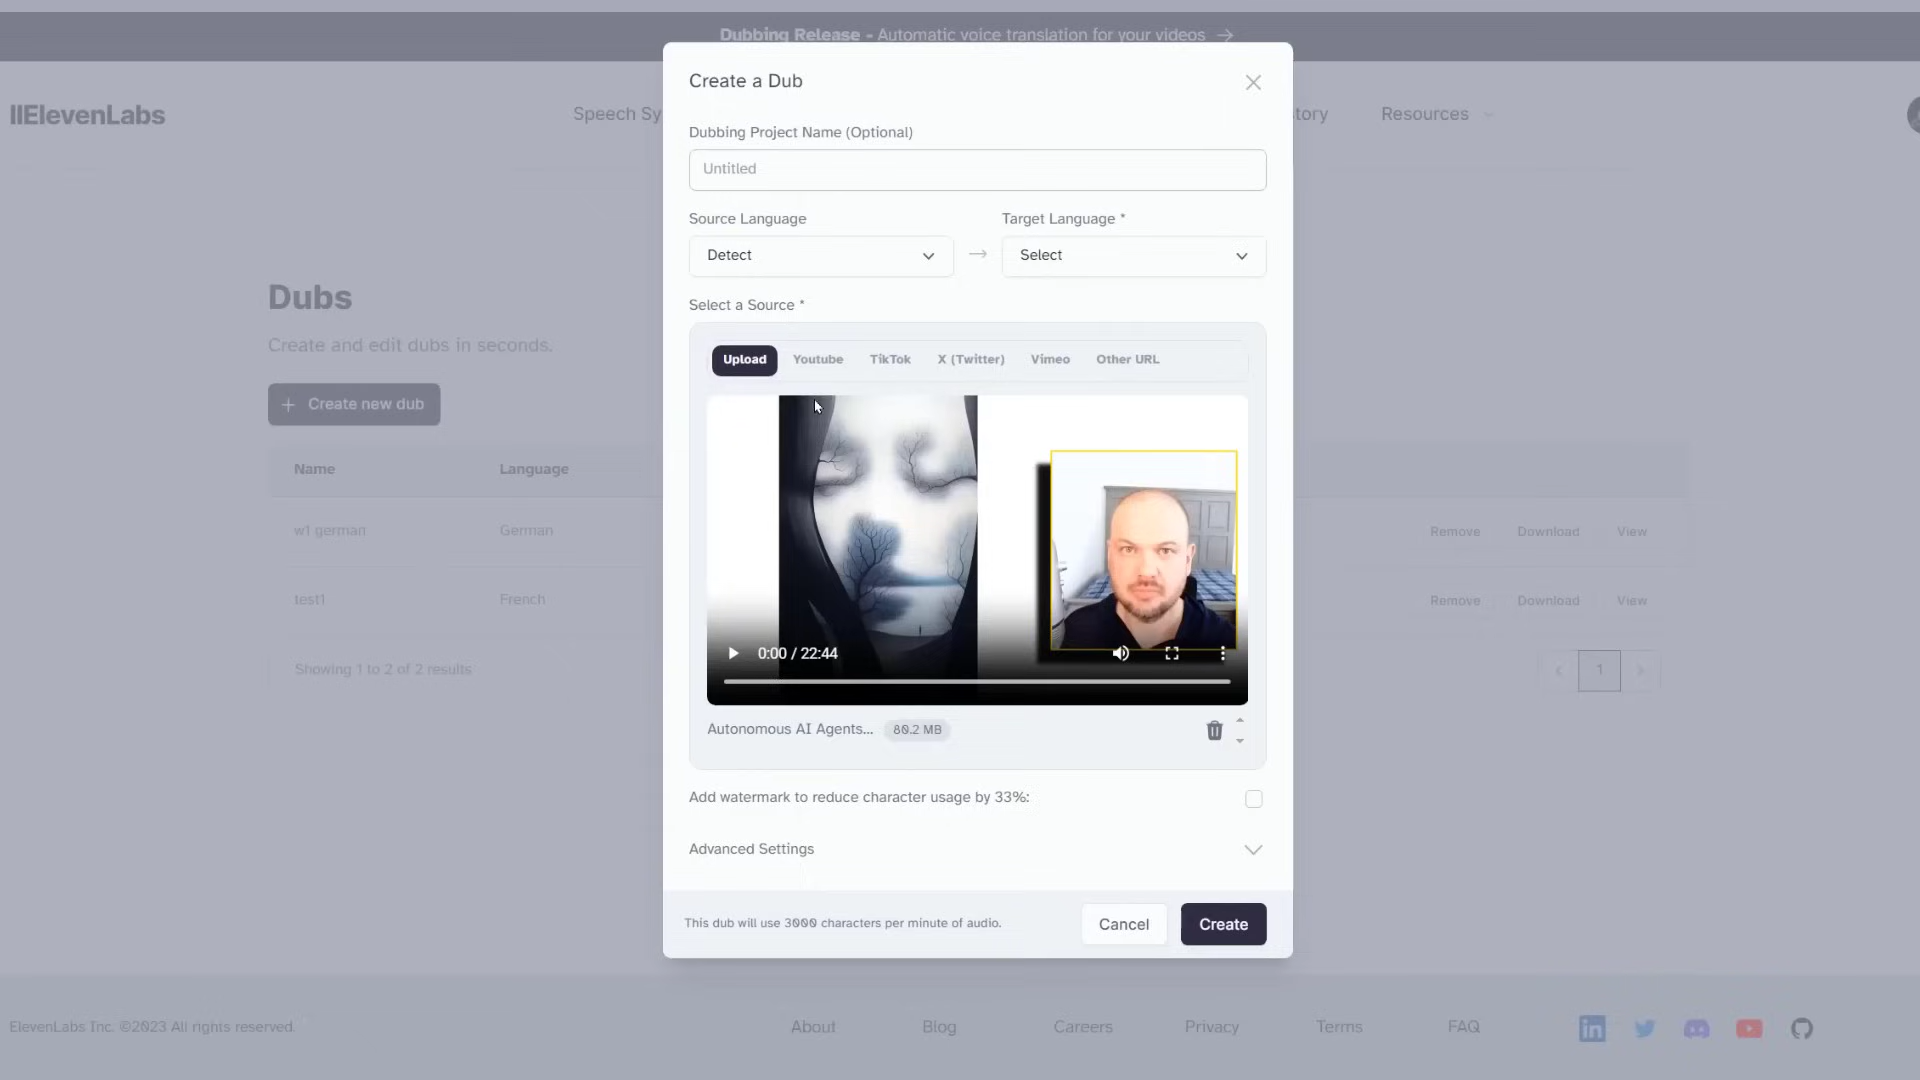 Dubbing Release - Automatic voice translation for your videos →
Create a Dub
IIElevenLabs
Speech Sy
tory
Resources
Dubbing Project Name (Optional)
Untitled
Source Language
Target Language *
Detect
→
Select
Select a Source *
Upload
Youtube
TikTok
X (Twitter)
Vimeo
Other URL
Dubs
Create and edit dubs in seconds.
+ Create new dub
Name
Language
w1 german
German
Remove
Download
View
test1
French
Remove
Download
View
Showing 1 to 2 of 2 results
1
0:00 / 22:44
Autonomous AI Agents...
80.2 MB
Add watermark to reduce character usage by 33%:
Advanced Settings
This dub will use 3000 characters per minute of audio.
Cancel
Create
ElevenLabs Inc. ©2023 All rights reserved.
About
Blog
Careers
Privacy
Terms
FAQ
in